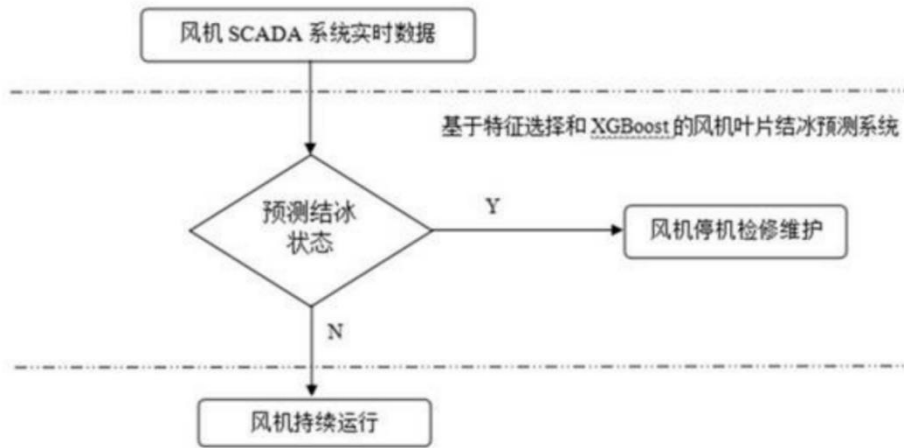 风机 SCADA 系统实时数据
基于特征选择和 XGBoost 的风机叶片结冰预测系统
预测结冰
状态
Y
风机停机检修维护
N
风机持续运行